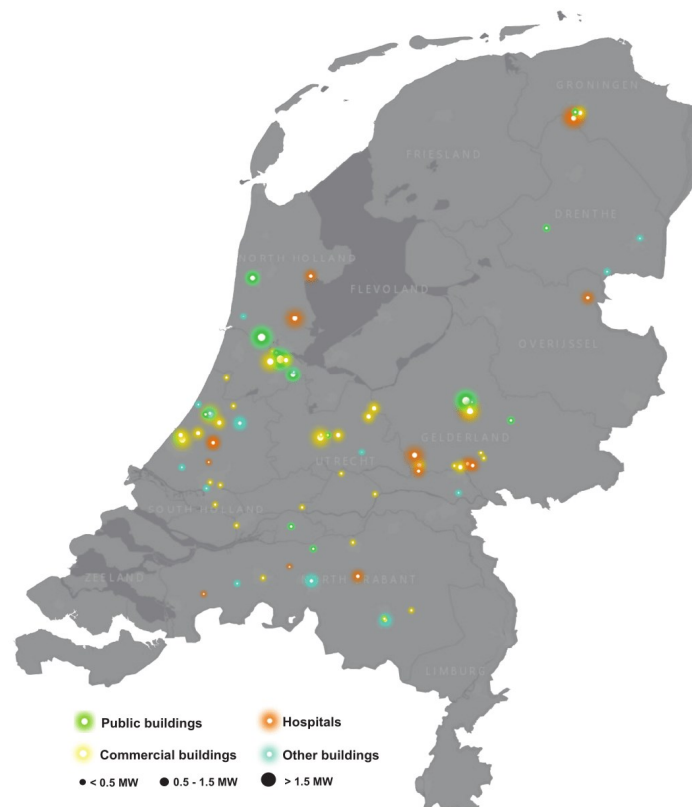 GRONINGEN
FRIESLAND
DRENTHE
NORTH HOLLAND
FLEVOLAND
OVERIJSSEL
GELDERLAND
UTRECHT
SOUTH HOLLAND
ZEELAND
NORTH BRABANT
LIMBURG
Public buildings
Hospitals
Commercial buildings
Other buildings
< 0.5 MW
0.5 - 1.5 MW
> 1.5 MW